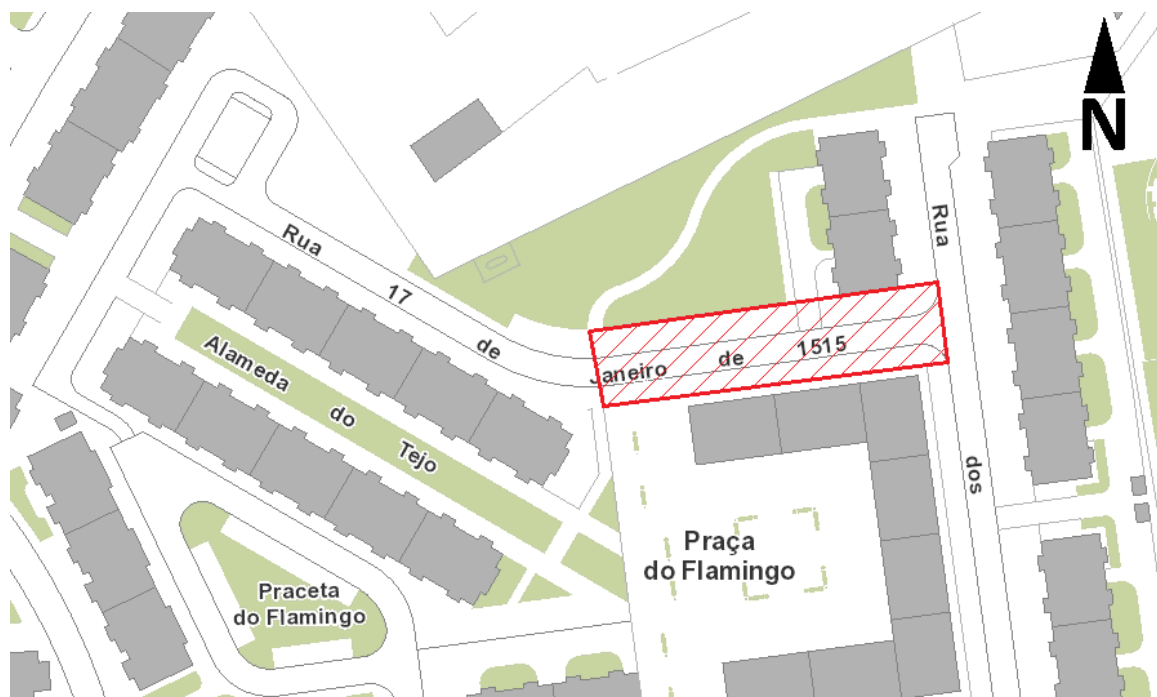 N
Rua 17 de Janeiro de 1515
Rua dos
Alameda do Tejo
Praça
do Flamingo
Praceta
do Flamingo